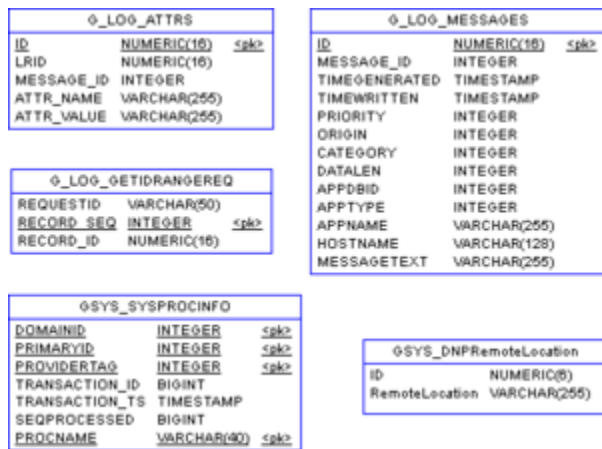 G_LOG_ATTRS
ID NUMERIC(16) <pk>
LRID NUMERIC(16)
MESSAGE_ID INTEGER
ATTR_NAME VARCHAR(255)
ATTR_VALUE VARCHAR(255)
G_LOG_MESSAGES
ID NUMERIC(16) <pk>
MESSAGE_ID INTEGER
TIMEGENERATED TIMESTAMP
TIMEWRITTEN TIMESTAMP
PRIORITY INTEGER
ORIGIN INTEGER
CATEGORY INTEGER
DATALEN INTEGER
APPDBID INTEGER
APPTYPE INTEGER
APPNAME VARCHAR(255)
HOSTNAME VARCHAR(128)
MESSAGETEXT VARCHAR(255)
G_LOG_GETIDRANGEREQ
REQUESTID VARCHAR(50)
RECORD_SEQ INTEGER <pk>
RECORD_ID NUMERIC(16)
GSYS_SYSPROCINFO
DOMAINID INTEGER <pk>
PRIMARYID INTEGER <pk>
PROVIDERTAG INTEGER <pk>
TRANSACTION_ID BIGINT
TRANSACTION_TS TIMESTAMP
SEQPROCESSED BIGINT
PROCNAME VARCHAR(40) <pk>
GSYS_DNPRemoteLocation
ID NUMERIC(6)
RemoteLocation VARCHAR(255)